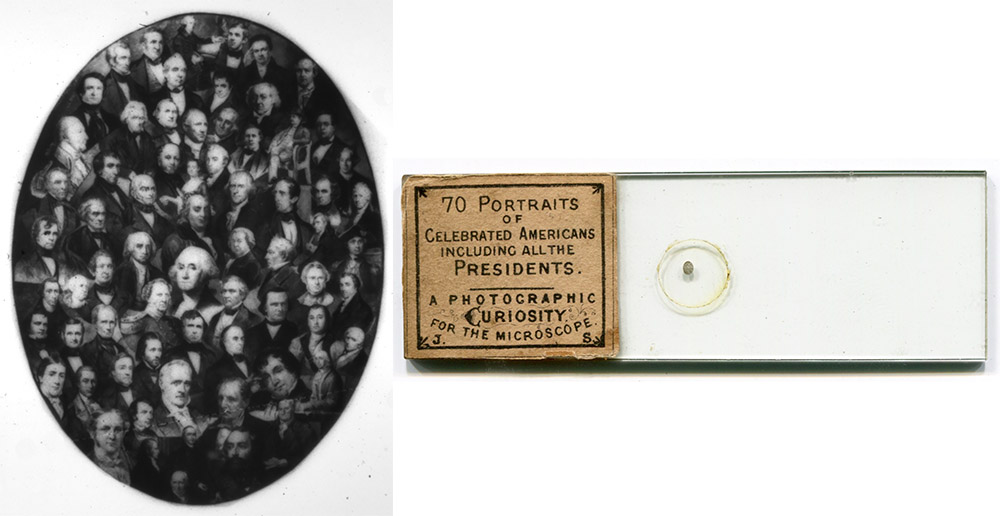 70 PORTRAITS
OF
CELEBRATED AMERICANS
INCLUDING ALL THE
PRESIDENTS.
A PHOTOGRAPHIC
CURIOSITY
FOR THE MICROSCOPE.
J. S.